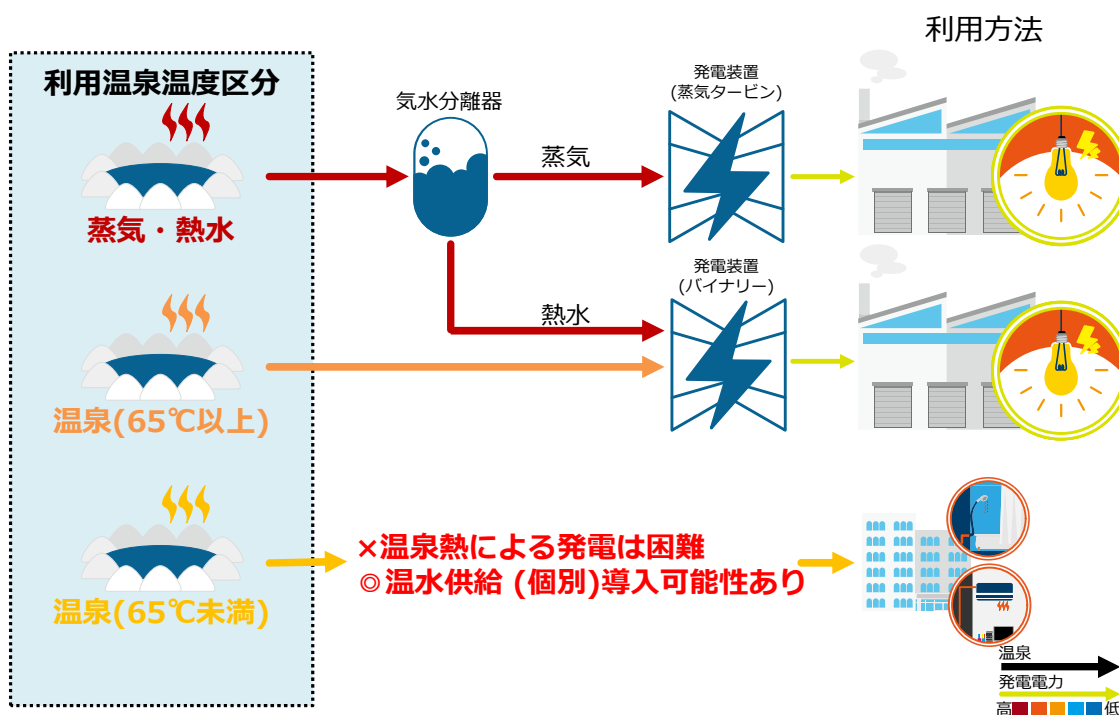 利用方法
利用温泉温度区分
気水分離器
発電装置
(蒸気タービン)
蒸気
蒸気・熱水
発電装置
(バイナリー)
熱水
温泉(65℃以上)
×温泉熱による発電は困難
◎温水供給 (個別)導入可能性あり
温泉(65℃未満)
温泉
発電電力
高 低